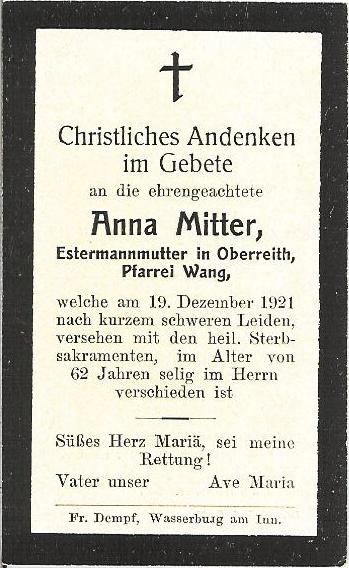 Christliches Andenken
im Gebete
an die ehrengeachtete
Anna Mitter,
Estermannmutter in Oberreith,
Pfarrei Wang,
welche am 19. Dezember 1921
nach kurzem schweren Leiden,
versehen mit den heil. Sterb-
sakramenten, im Alter von
62 Jahren selig im Herrn
verschieden ist
Süßes Herz Mariä, sei meine
Rettung!
Vater unser Ave Maria
Fr. Dempf, Wasserburg am Inn.